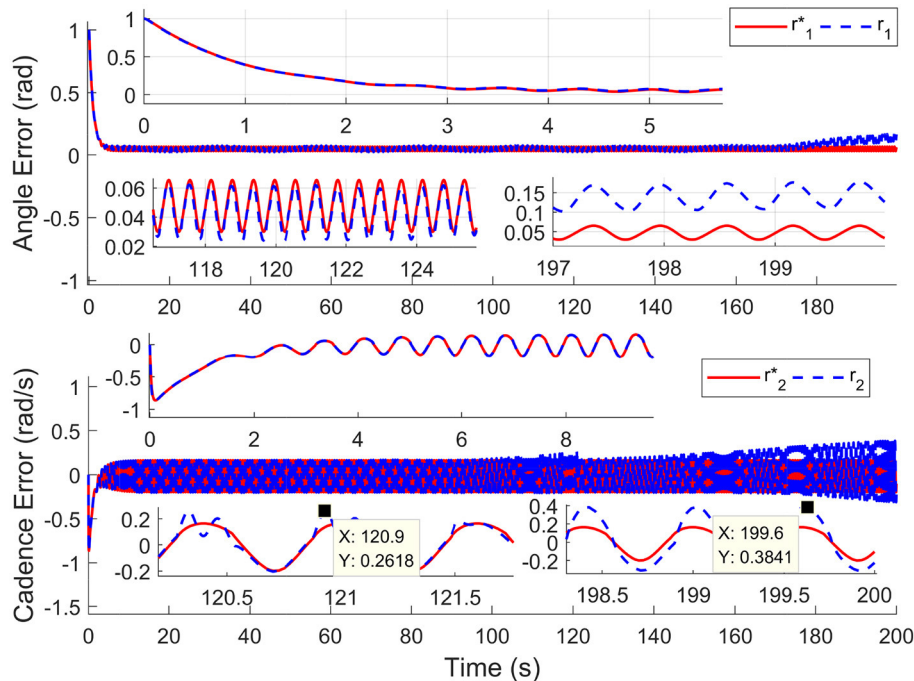 1
0.5
0
-0.5
-1
Angle Error (rad)
1
0.5
0
0 1 2 3 4 5
r*1 r1
0.06
0.04
0.02
118 120 122 124
0.15
0.1
0.05
197 198 199
0 20 40 60 80 100 120 140 160 180
Cadence Error (rad/s)
1
0.5
0
-0.5
-1
-1.5
0
-0.5
-1
0 2 4 6 8
r*2 r2
0.2
0
-0.2
X: 120.9
Y: 0.2618
120.5 121 121.5
0.4
0.2
0
-0.2
X: 199.6
Y: 0.3841
198.5 199 199.5 200
0 20 40 60 80 100 120 140 160 180 200
Time (s)